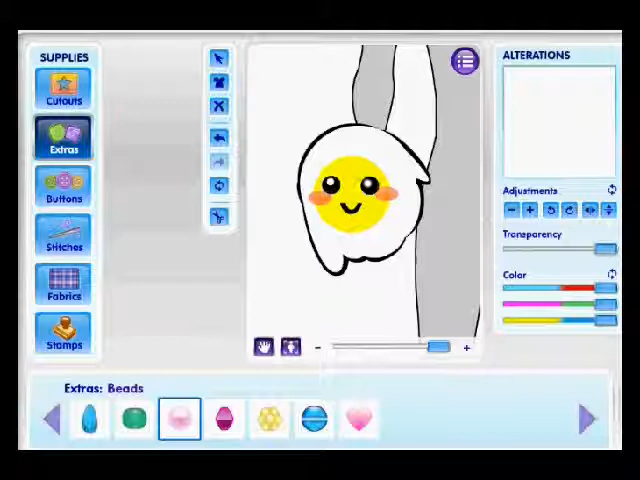 SUPPLIES
Cutouts
Extras
Buttons
Stitches
Fabrics
Stamps
ALTERATIONS
Adjustments
Transparency
Color
Extras: Beads